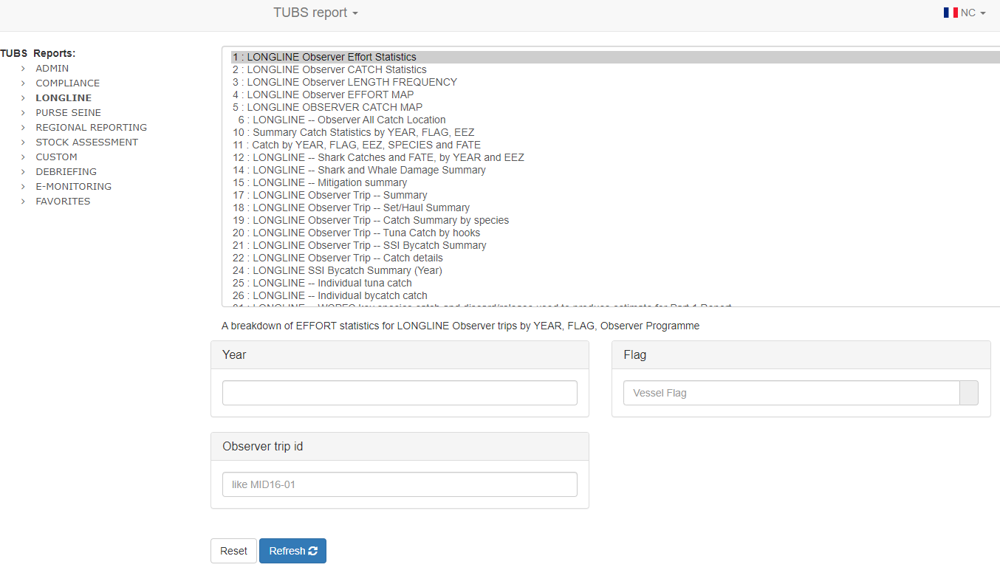 TUBS report
NC
TUBS Reports:
ADMIN
COMPLIANCE
LONGLINE
PURSE SEINE
REGIONAL REPORTING
STOCK ASSESSMENT
CUSTOM
DEBRIEFING
E-MONITORING
FAVORITES
1 : LONGLINE Observer Effort Statistics
2 : LONGLINE Observer CATCH Statistics
3 : LONGLINE Observer LENGTH FREQUENCY
4 : LONGLINE Observer EFFORT MAP
5 : LONGLINE OBSERVER CATCH MAP
6 : LONGLINE -- Observer All Catch Location
10 : Summary Catch Statistics by YEAR, FLAG, EEZ
11 : Catch by YEAR, FLAG, EEZ, SPECIES and FATE
12 : LONGLINE -- Shark Catches and FATE, by YEAR and EEZ
14 : LONGLINE -- Shark and Whale Damage Summary
15 : LONGLINE -- Mitigation summary
17 : LONGLINE Observer Trip -- Summary
18 : LONGLINE Observer Trip -- Set/Haul Summary
19 : LONGLINE Observer Trip -- Catch Summary by species
20 : LONGLINE Observer Trip -- Tuna Catch by hooks
21 : LONGLINE Observer Trip -- SSI Bycatch Summary
22 : LONGLINE Observer Trip -- Catch details
24 : LONGLINE SSI Bycatch Summary (Year)
25 : LONGLINE -- Individual tuna catch
26 : LONGLINE -- Individual bycatch catch
A breakdown of EFFORT statistics for LONGLINE Observer trips by YEAR, FLAG, Observer Programme
Year
Flag
Vessel Flag
Observer trip id
like MID16-01
Reset
Refresh